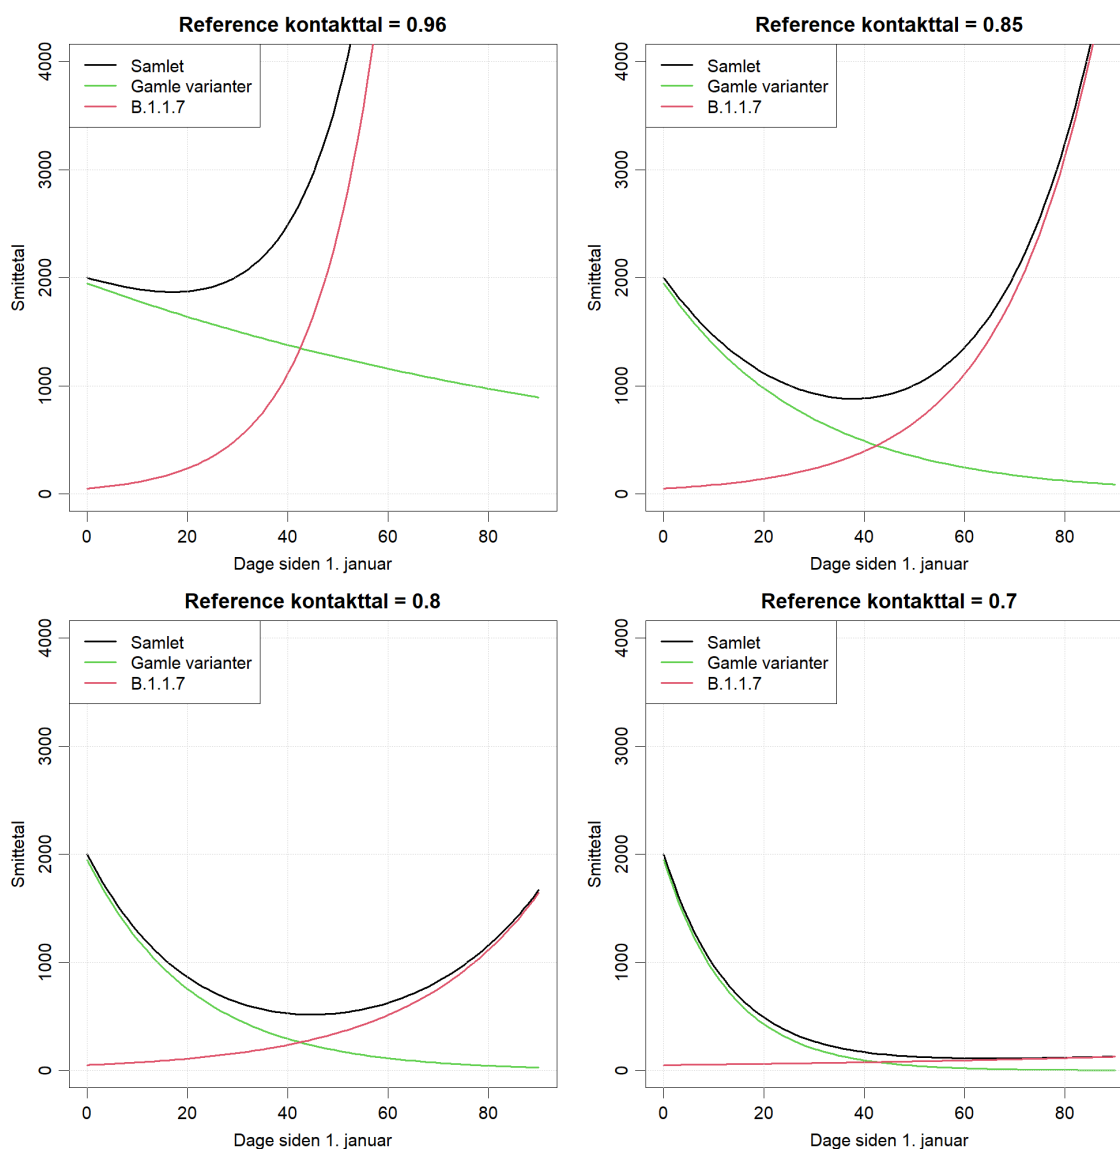 Reference kontakttal = 0.96
Samlet
Gamle varianter
B.1.1.7
Smittetal
4000
3000
2000
1000
0
0 20 40 60 80
Dage siden 1. januar
Reference kontakttal = 0.85
Samlet
Gamle varianter
B.1.1.7
Smittetal
4000
3000
2000
1000
0
0 20 40 60 80
Dage siden 1. januar
Reference kontakttal = 0.8
Samlet
Gamle varianter
B.1.1.7
Smittetal
4000
3000
2000
1000
0
0 20 40 60 80
Dage siden 1. januar
Reference kontakttal = 0.7
Samlet
Gamle varianter
B.1.1.7
Smittetal
4000
3000
2000
1000
0
0 20 40 60 80
Dage siden 1. januar